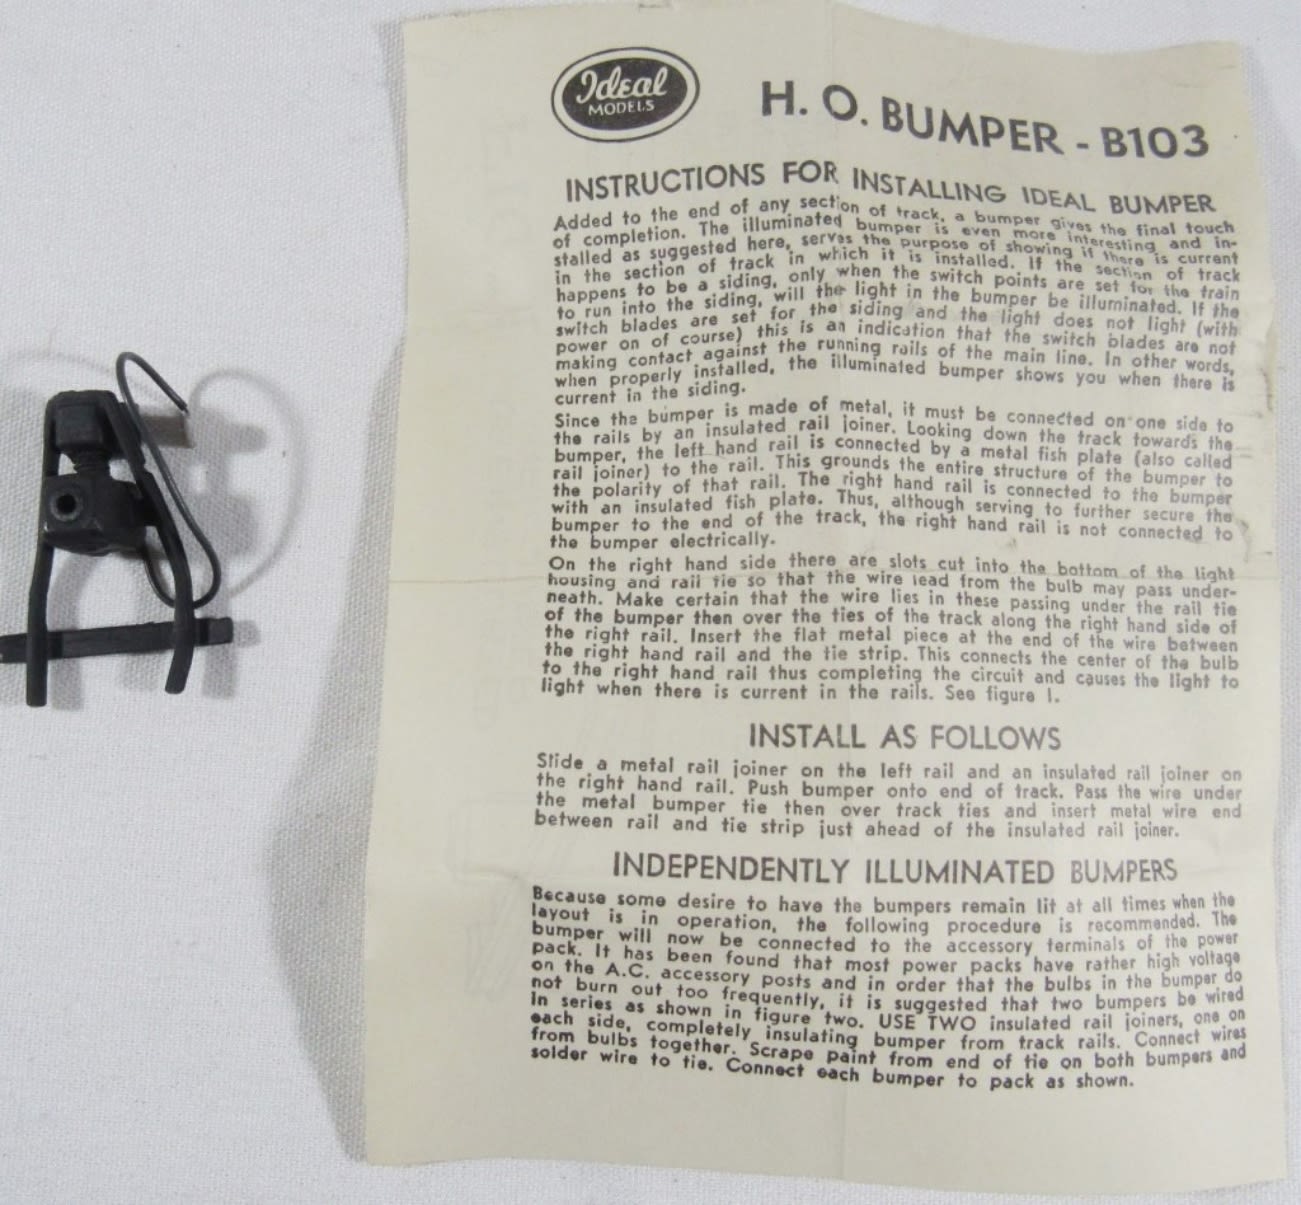 Ideal
MODELS
H. O. BUMPER - B103
INSTRUCTIONS FOR INSTALLING IDEAL BUMPER
Added to the end of any section of track, a bumper gives the final touch
of completion. The illuminated bumper is even more interesting and in-
stalled as suggested here, serves the purpose of showing if there is current
in the section of track in which it is installed. If the section of track
happens to be a siding, only when the switch points are set for the train
to run into the siding, will the light in the bumper be illuminated. If the
switch blades are set for the siding and the light does not light (with
power on of course) this is an indication that the switch blades are not
making contact against the running rails of the main line. In other words,
when properly installed, the illuminated bumper shows you when there is
current in the siding.
Since the bumper is made of metal, it must be connected on one side to
the rails by an insulated rail joiner. Looking down the track towards the
bumper, the left hand rail is connected by a metal fish plate (also called
rail joiner) to the rail. This grounds the entire structure of the bumper to
the polarity of that rail. The right hand rail is connected to the bumper
with an insulated fish plate. Thus, although serving to further secure the
bumper to the end of the track, the right hand rail is not connected to
the bumper electrically.
On the right hand side there are slots cut into the bottom of the light
housing and rail tie so that the wire lead from the bulb may pass under-
neath. Make certain that the wire lies in these passing under the rail tie
of the bumper then over the ties of the track along the right hand side of
the right rail. Insert the flat metal piece at the end of the wire between
the right hand rail and the tie strip. This connects the center of the bulb
to the right hand rail thus completing the circuit and causes the light to
light when there is current in the rails. See figure 1.
INSTALL AS FOLLOWS
Slide a metal rail joiner on the left rail and an insulated rail joiner on
the right hand rail. Push bumper onto end of track. Pass the wire under
the metal bumper tie then over track ties and insert metal wire end
between rail and tie strip just ahead of the insulated rail joiner.
INDEPENDENTLY ILLUMINATED BUMPERS
Because some desire to have the bumpers remain lit at all times when the
layout is in operation, the following procedure is recommended. The
bumper will now be connected to the accessory terminals of the power
pack. It has been found that most power packs have rather high voltage
on the A.C. accessory posts and in order that the bulbs in the bumper do
not burn out too frequently, it is suggested that two bumpers be wired
in series as shown in figure two. USE TWO insulated rail joiners, one on
each side, completely insulating bumper from track rails. Connect wires
from bulbs together. Scrape paint from end of tie on both bumpers and
solder wire to tie. Connect each bumper to pack as shown.